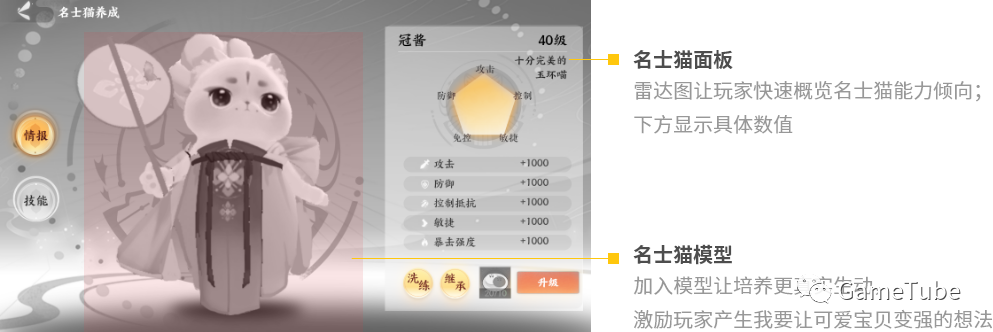 名士猫养成
情报
技能
冠酱
40级
十分完美的
玉环喵
攻击
防御
控制
免控
敏捷
攻击 +1000
防御 +1000
控制抵抗 +1000
敏捷 +1000
暴击强度 +1000
洗练
继承
升级
名士猫面板
雷达图让玩家快速概览名士猫能力倾向；
下方显示具体数值
名士猫模型
加入模型让培养更
生动
激励玩家产生我要让可爱宝贝变强的想法
GameTube